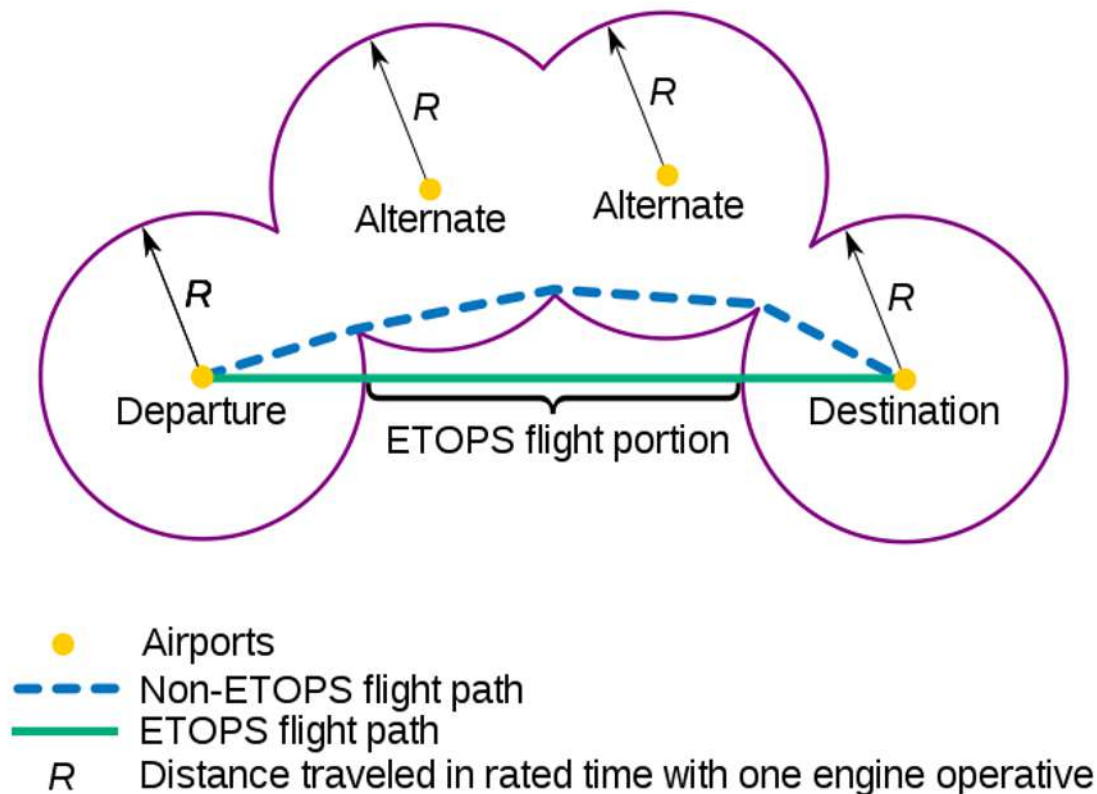 R
R
Alternate
Alternate
R
R
Departure
Destination
ETOPS flight portion
Airports
Non-ETOPS flight path
ETOPS flight path
R Distance traveled in rated time with one engine operative